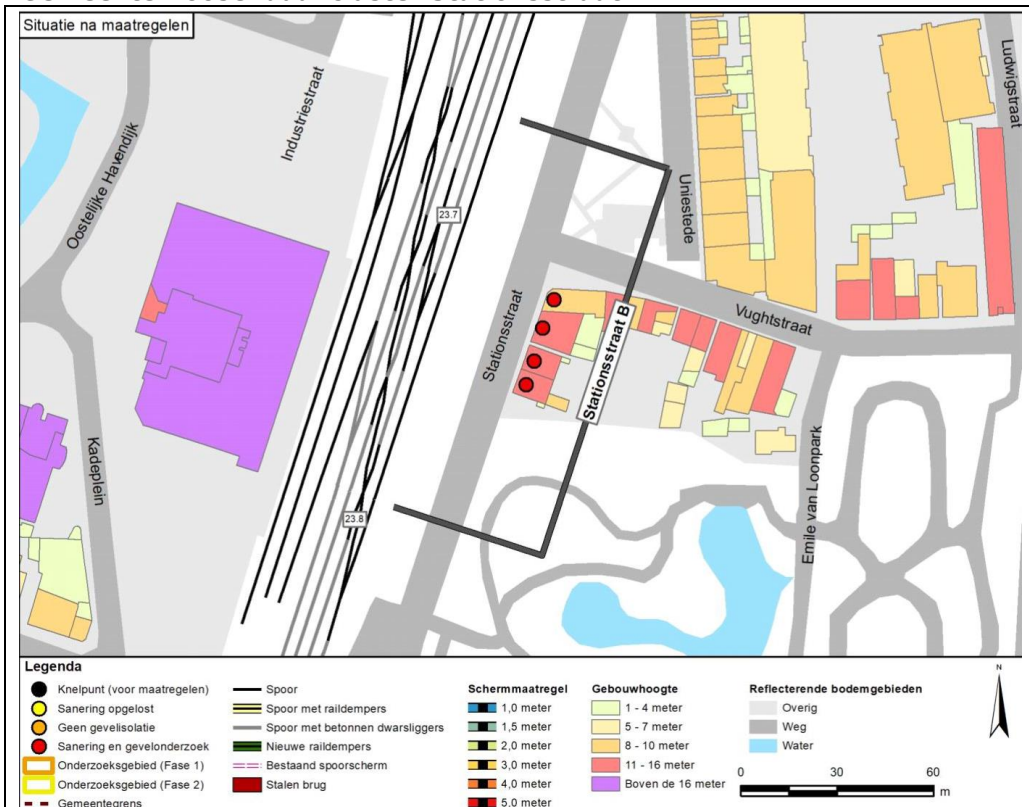 Situatie na maatregelen
Oostelijke Havendijk
Industriestraat
23.7
Uniestede
Ludwigstraat
Stationsstraat
Vughtstraat
Stationsstraat B
Kadeplein
23.8
Emile van Loonpark
Legenda
Knelpunt (voor maatregelen)
Sanering opgelost
Geen gevelisolatie
Sanering en gevelonderzoek
Onderzoeksgebied (Fase 1)
Onderzoeksgebied (Fase 2)
Gemeentegrens
Spoor
Spoor met raildempers
Spoor met betonnen dwarsliggers
Nieuwe raildempers
Bestaand spoorscherm
Stalen brug
Schermmaatregel
1,0 meter
1,5 meter
2,0 meter
3,0 meter
4,0 meter
5,0 meter
Gebouwhoogte
1 - 4 meter
5 - 7 meter
8 - 10 meter
11 - 16 meter
Boven de 16 meter
Reflecterende bodemgebieden
Overig
Weg
Water
N
0 30 60
m